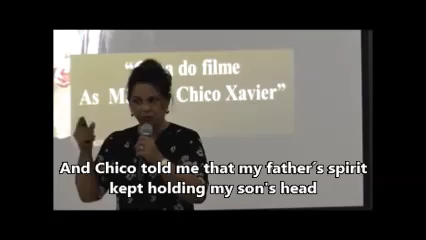 do filme
As Chico Xavier”
And Chico told me that my father´s spirit
kept holding my son's head